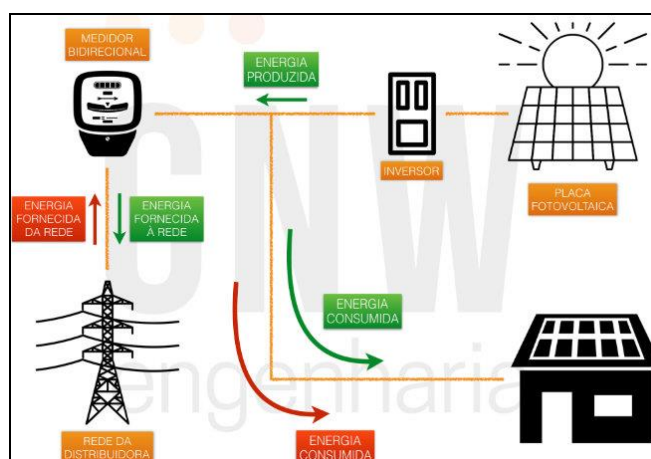 MEDIDOR
BIDIRECIONAL
ENERGIA
PRODUZIDA
INVERSOR
PLACA
FOTOVOLTAICA
ENERGIA
FORNECIDA
DA REDE
ENERGIA
FORNECIDA
À REDE
ENERGIA
CONSUMIDA
REDE DA
DISTRIBUIDORA
ENERGIA
CONSUMIDA
CNW
engenharia